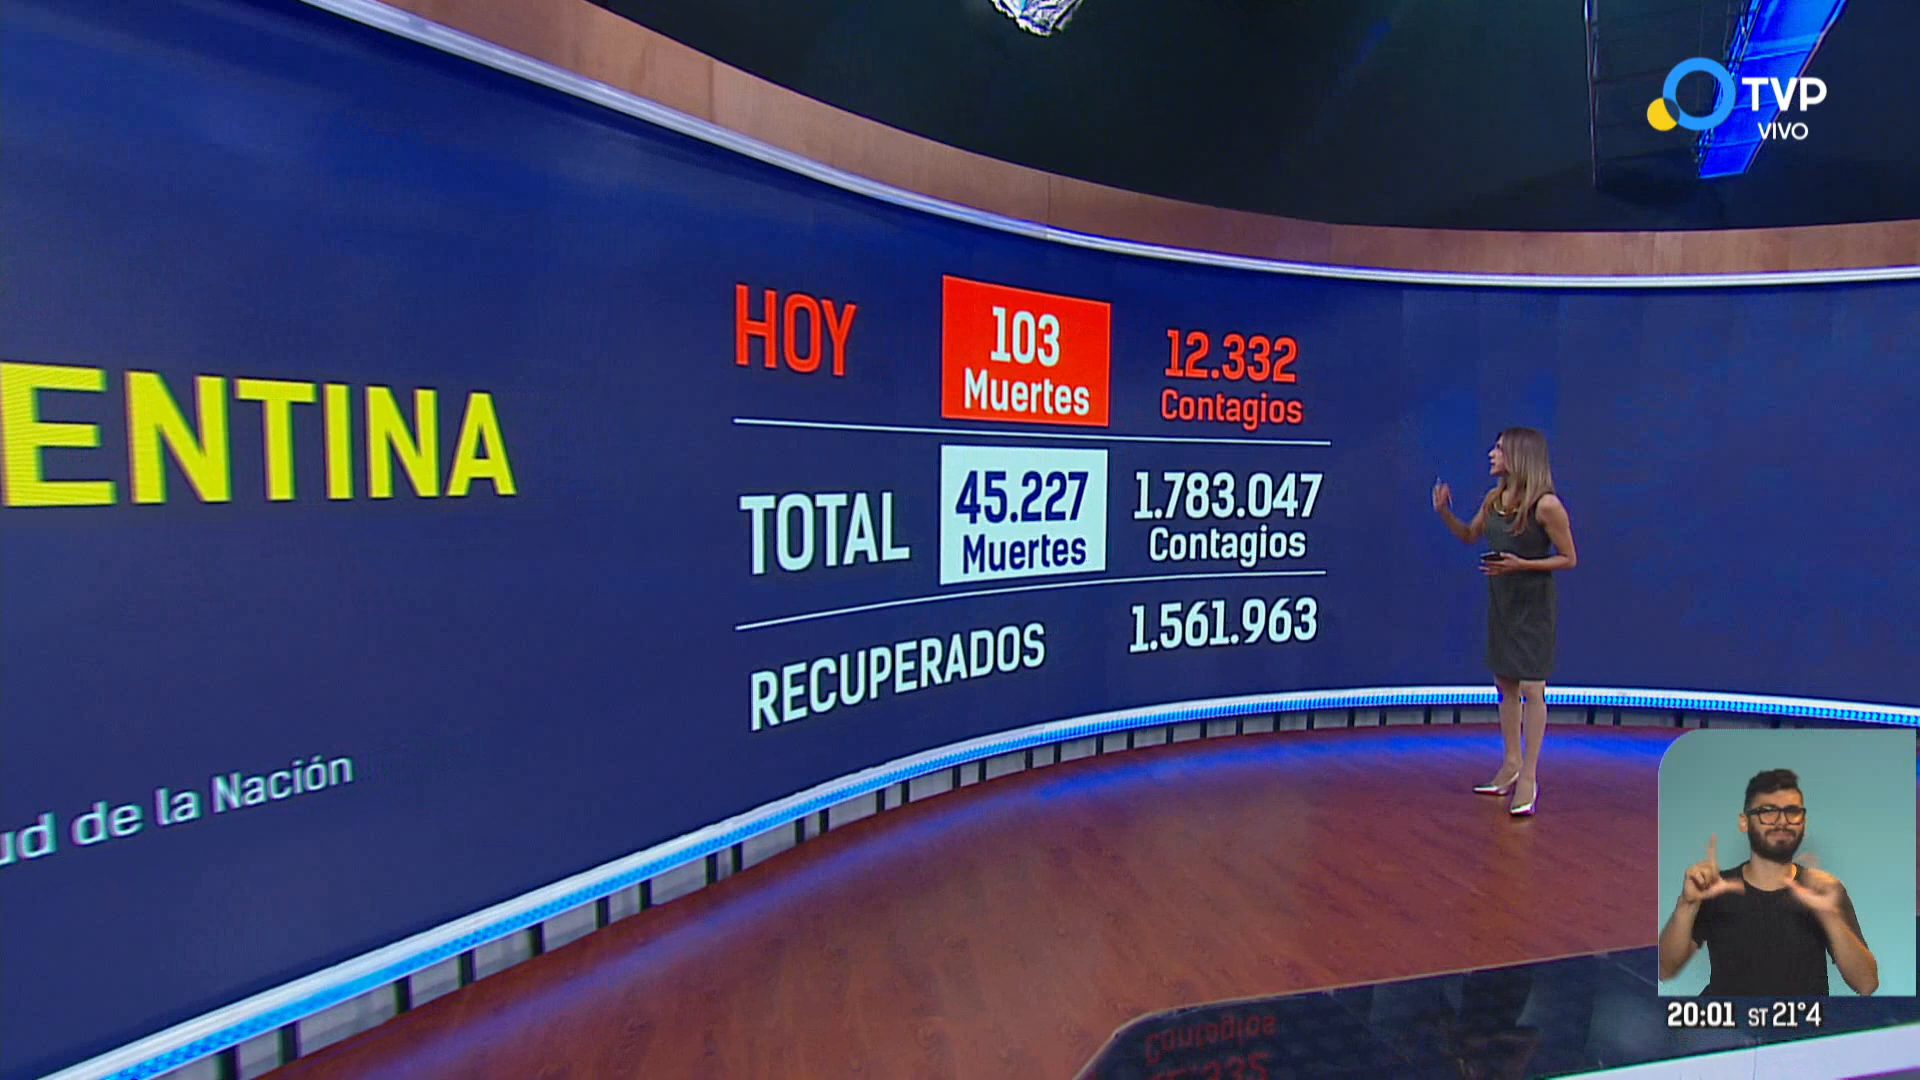 TVP
VIVO
HOY
103
Muertes
12.332
Contagios
ENTINA
TOTAL
45.227
Muertes
1.783.047
Contagios
RECUPERADOS
1.561.963
ud de la Nación
20:01 ST 21°4